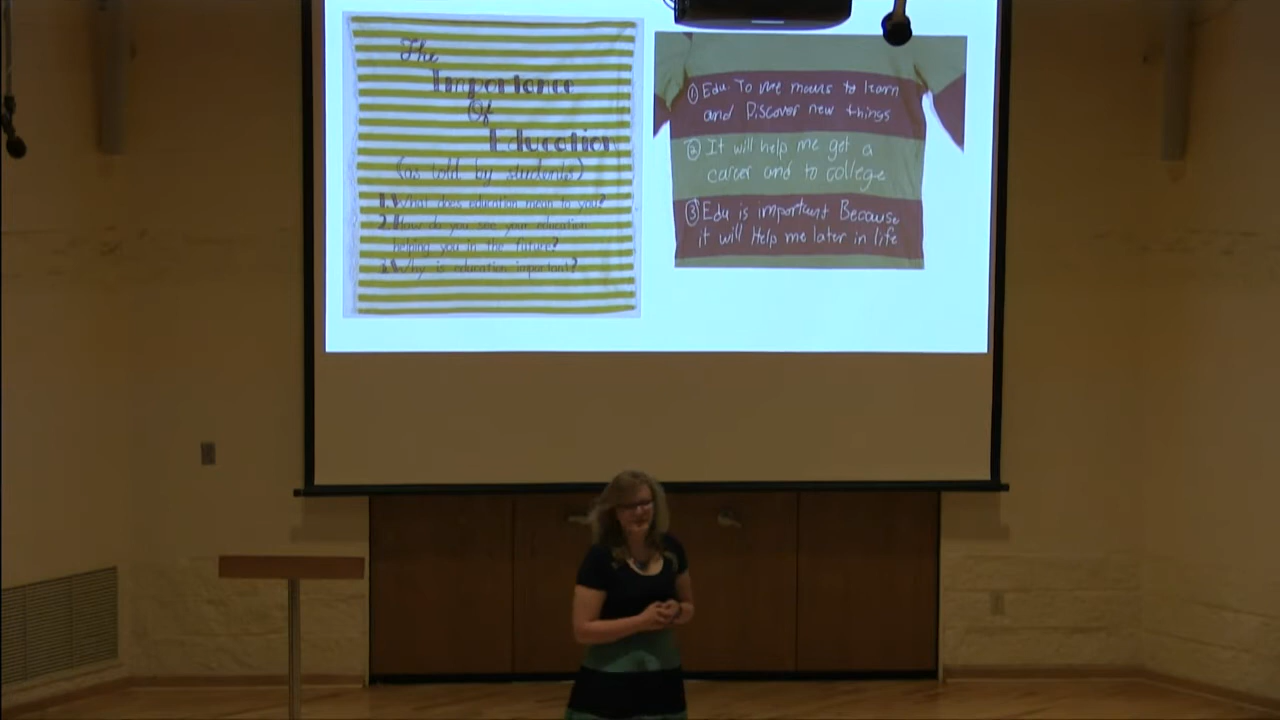 The
Importance
Of
Education
(as told by students)
1. What does education mean to you?
2. How do you see your education
helping you in the future?
3. Why is education important?
① Edu. To me means to learn
and Discover new things
② It will help me get a
career and to college
③ Edu is important Because
it will Help me later in life